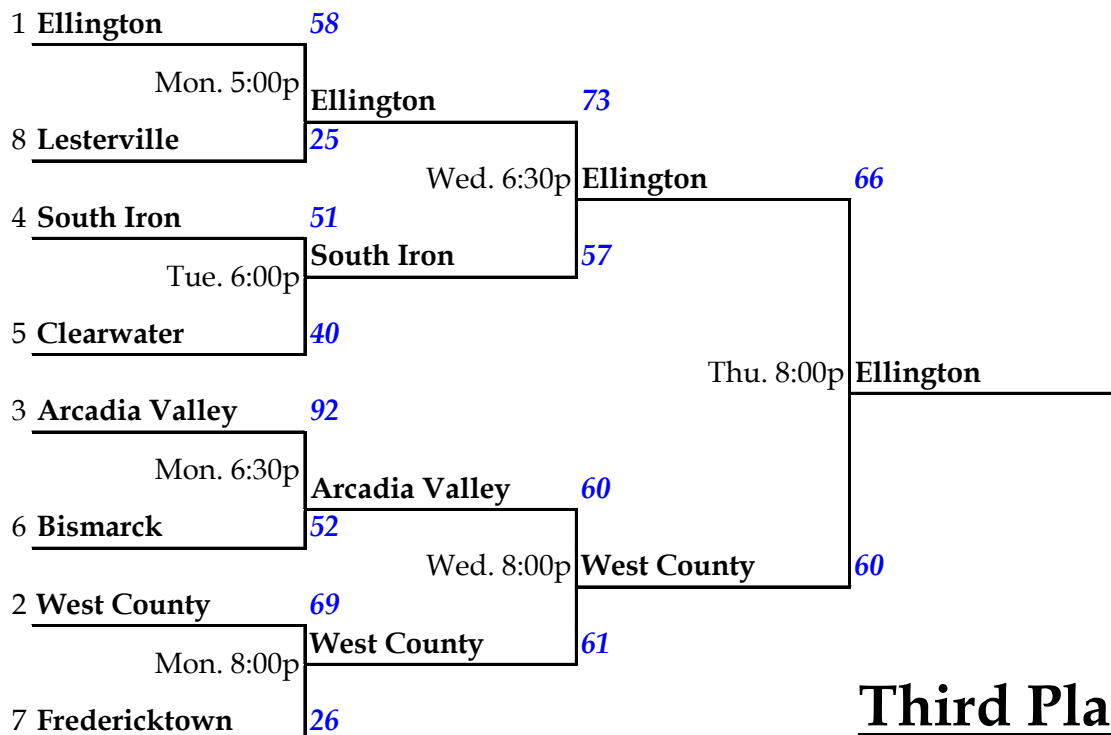 1 Ellington 58
Mon. 5:00p
Ellington 73
8 Lesterville 25
Wed. 6:30p Ellington 66
4 South Iron 51
South Iron 57
Tue. 6:00p
5 Clearwater 40
Thu. 8:00p Ellington
3 Arcadia Valley 92
Mon. 6:30p
Arcadia Valley 60
6 Bismarck 52
Wed. 8:00p West County 60
2 West County 69
West County 61
Mon. 8:00p
Third Pla
7 Fredericktown 26